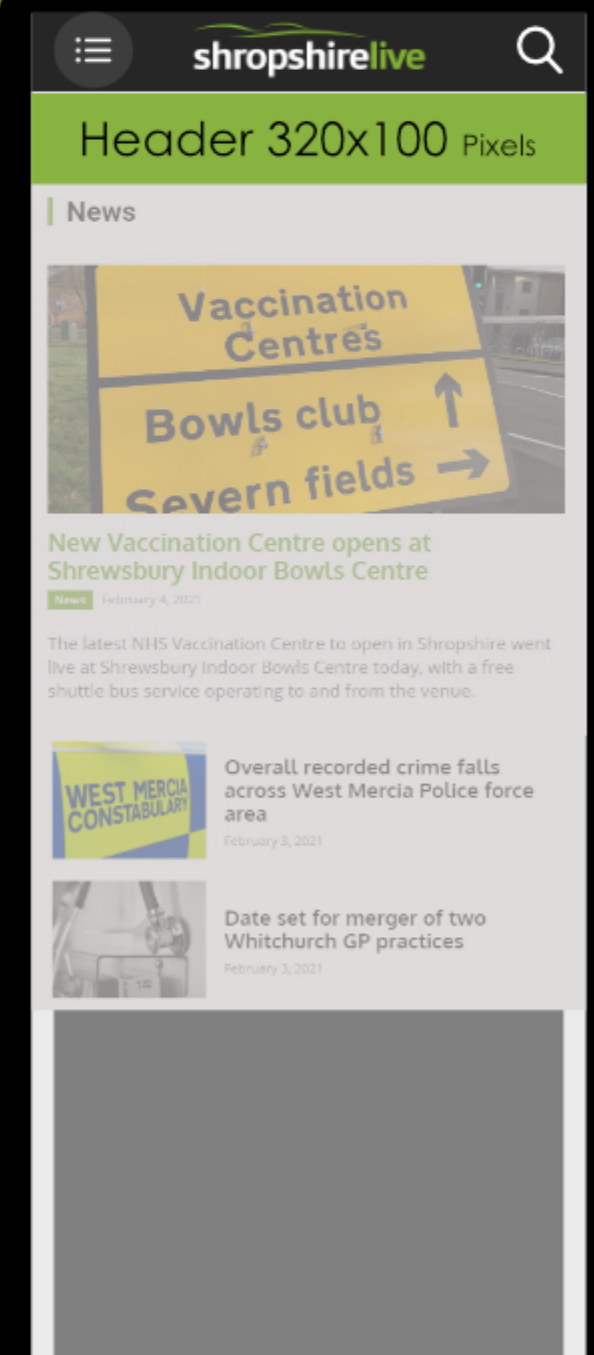 shropshirelive
Header 320x100 Pixels
News
Vaccination
Centres
Bowls club
Severn fields
New Vaccination Centre opens at
Shrewsbury Indoor Bowls Centre
News February 4, 2021
The latest NHS Vaccination Centre to open in Shropshire went
live at Shrewsbury Indoor Bowls Centre today, with a free
shuttle bus service operating to and from the venue.
WEST MERCIA
CONSTABULARY
Overall recorded crime falls
across West Mercia Police force
area
February 3, 2021
Date set for merger of two
Whitchurch GP practices
February 3, 2021